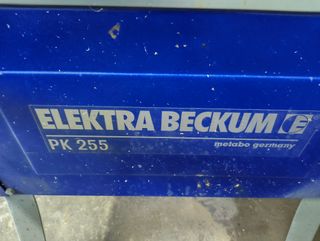 ELEKTRA BECKUM
PK 255
metabo germany